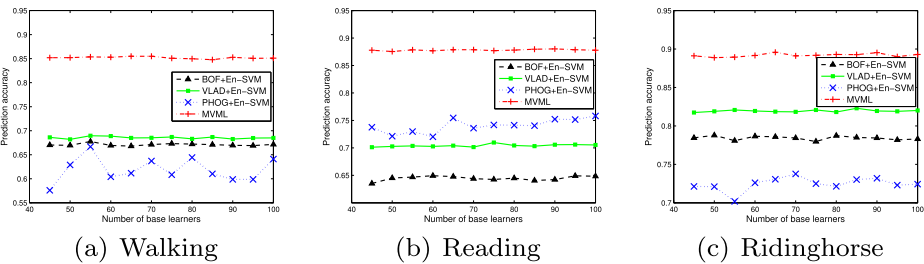 0.95
0.9
0.85
0.8
0.75
0.7
0.65
0.6
0.55
40 50 60 70 80 90 100
Prediction accuracy
Number of base learners
BOF+En−SVM
VLAD+En−SVM
PHOG+En−SVM
MVML
(a) Walking
0.95
0.9
0.85
0.8
0.75
0.7
0.65
40 50 60 70 80 90 100
Prediction accuracy
Number of base learners
BOF+En−SVM
VLAD+En−SVM
PHOG+En−SVM
MVML
(b) Reading
0.95
0.9
0.85
0.8
0.75
0.7
40 50 60 70 80 90 100
Prediction accuracy
Number of base learners
BOF+En−SVM
VLAD+En−SVM
PHOG+En−SVM
MVML
(c) Ridinghorse